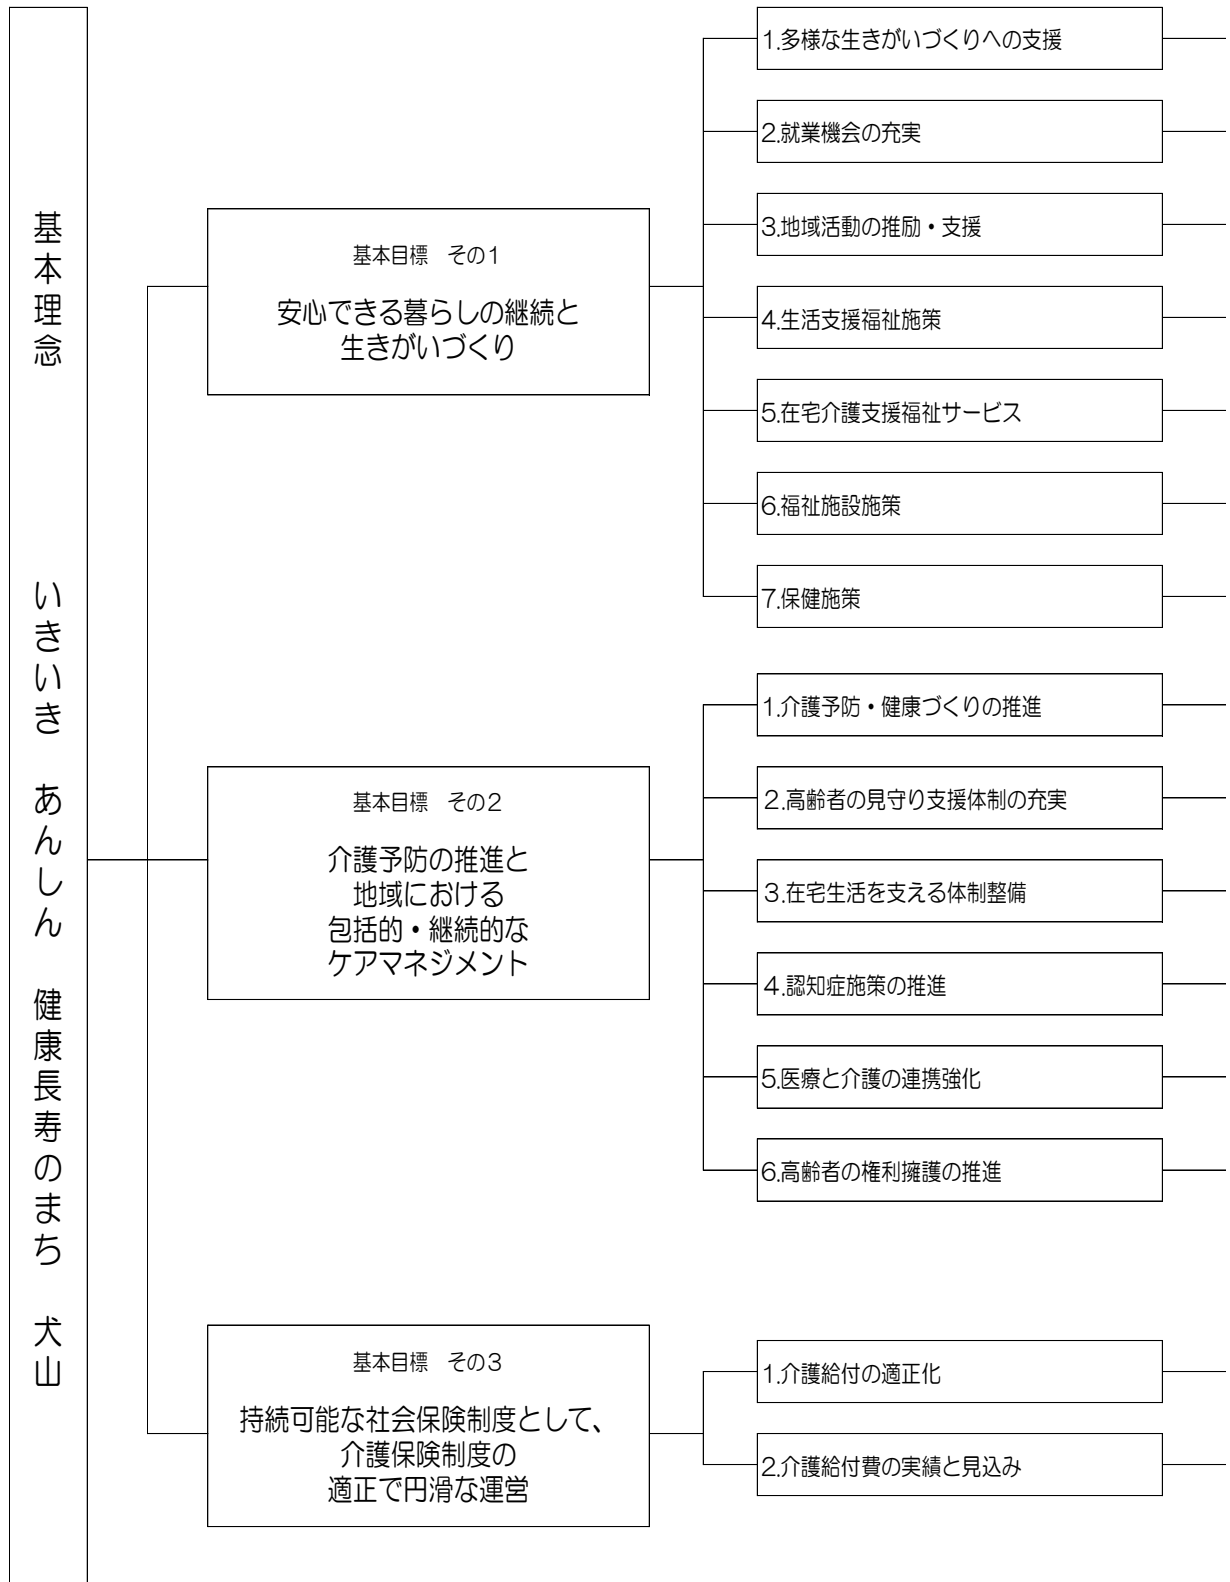 基本理念　いきいき　あんしん　健康長寿のまち　犬山
基本目標　その１
安心できる暮らしの継続と
生きがいづくり
1.多様な生きがいづくりへの支援
2.就業機会の充実
3.地域活動の推励・支援
4.生活支援福祉施策
5.在宅介護支援福祉サービス
6.福祉施設施策
7.保健施策
基本目標　その２
介護予防の推進と
地域における
包括的・継続的な
ケアマネジメント
1.介護予防・健康づくりの推進
2.高齢者の見守り支援体制の充実
3.在宅生活を支える体制整備
4.認知症施策の推進
5.医療と介護の連携強化
6.高齢者の権利擁護の推進
基本目標　その３
持続可能な社会保険制度として、
介護保険制度の
適正で円滑な運営
1.介護給付の適正化
2.介護給付費の実績と見込み